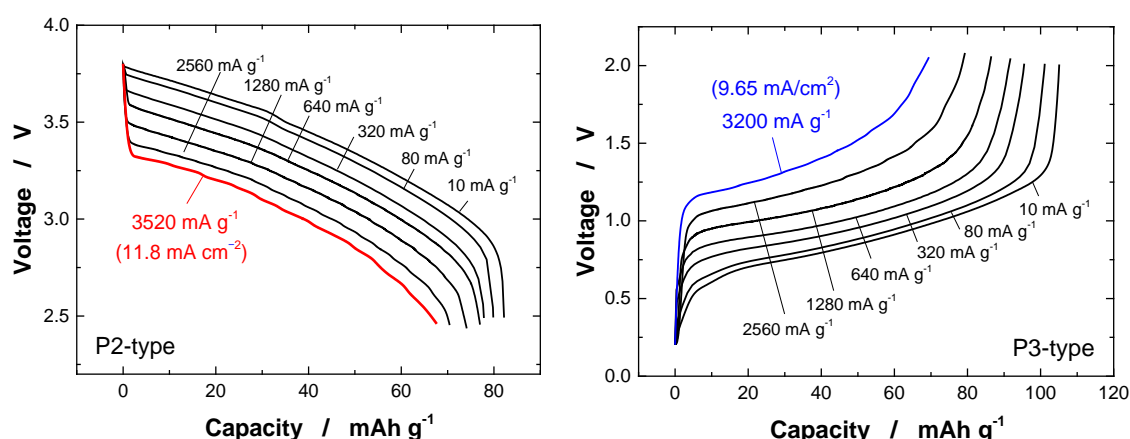 4.0
3.5
3.0
2.5
Voltage / V
2560 mA g⁻¹
1280 mA g⁻¹
640 mA g⁻¹
320 mA g⁻¹
80 mA g⁻¹
10 mA g⁻¹
3520 mA g⁻¹
(11.8 mA cm⁻²)
P2-type
0 20 40 60 80
Capacity / mAh g⁻¹
2.0
1.5
1.0
0.5
0.0
Voltage / V
(9.65 mA/cm²)
3200 mA g⁻¹
10 mA g⁻¹
80 mA g⁻¹
320 mA g⁻¹
640 mA g⁻¹
1280 mA g⁻¹
2560 mA g⁻¹
P3-type
0 20 40 60 80 100 120
Capacity / mAh g⁻¹